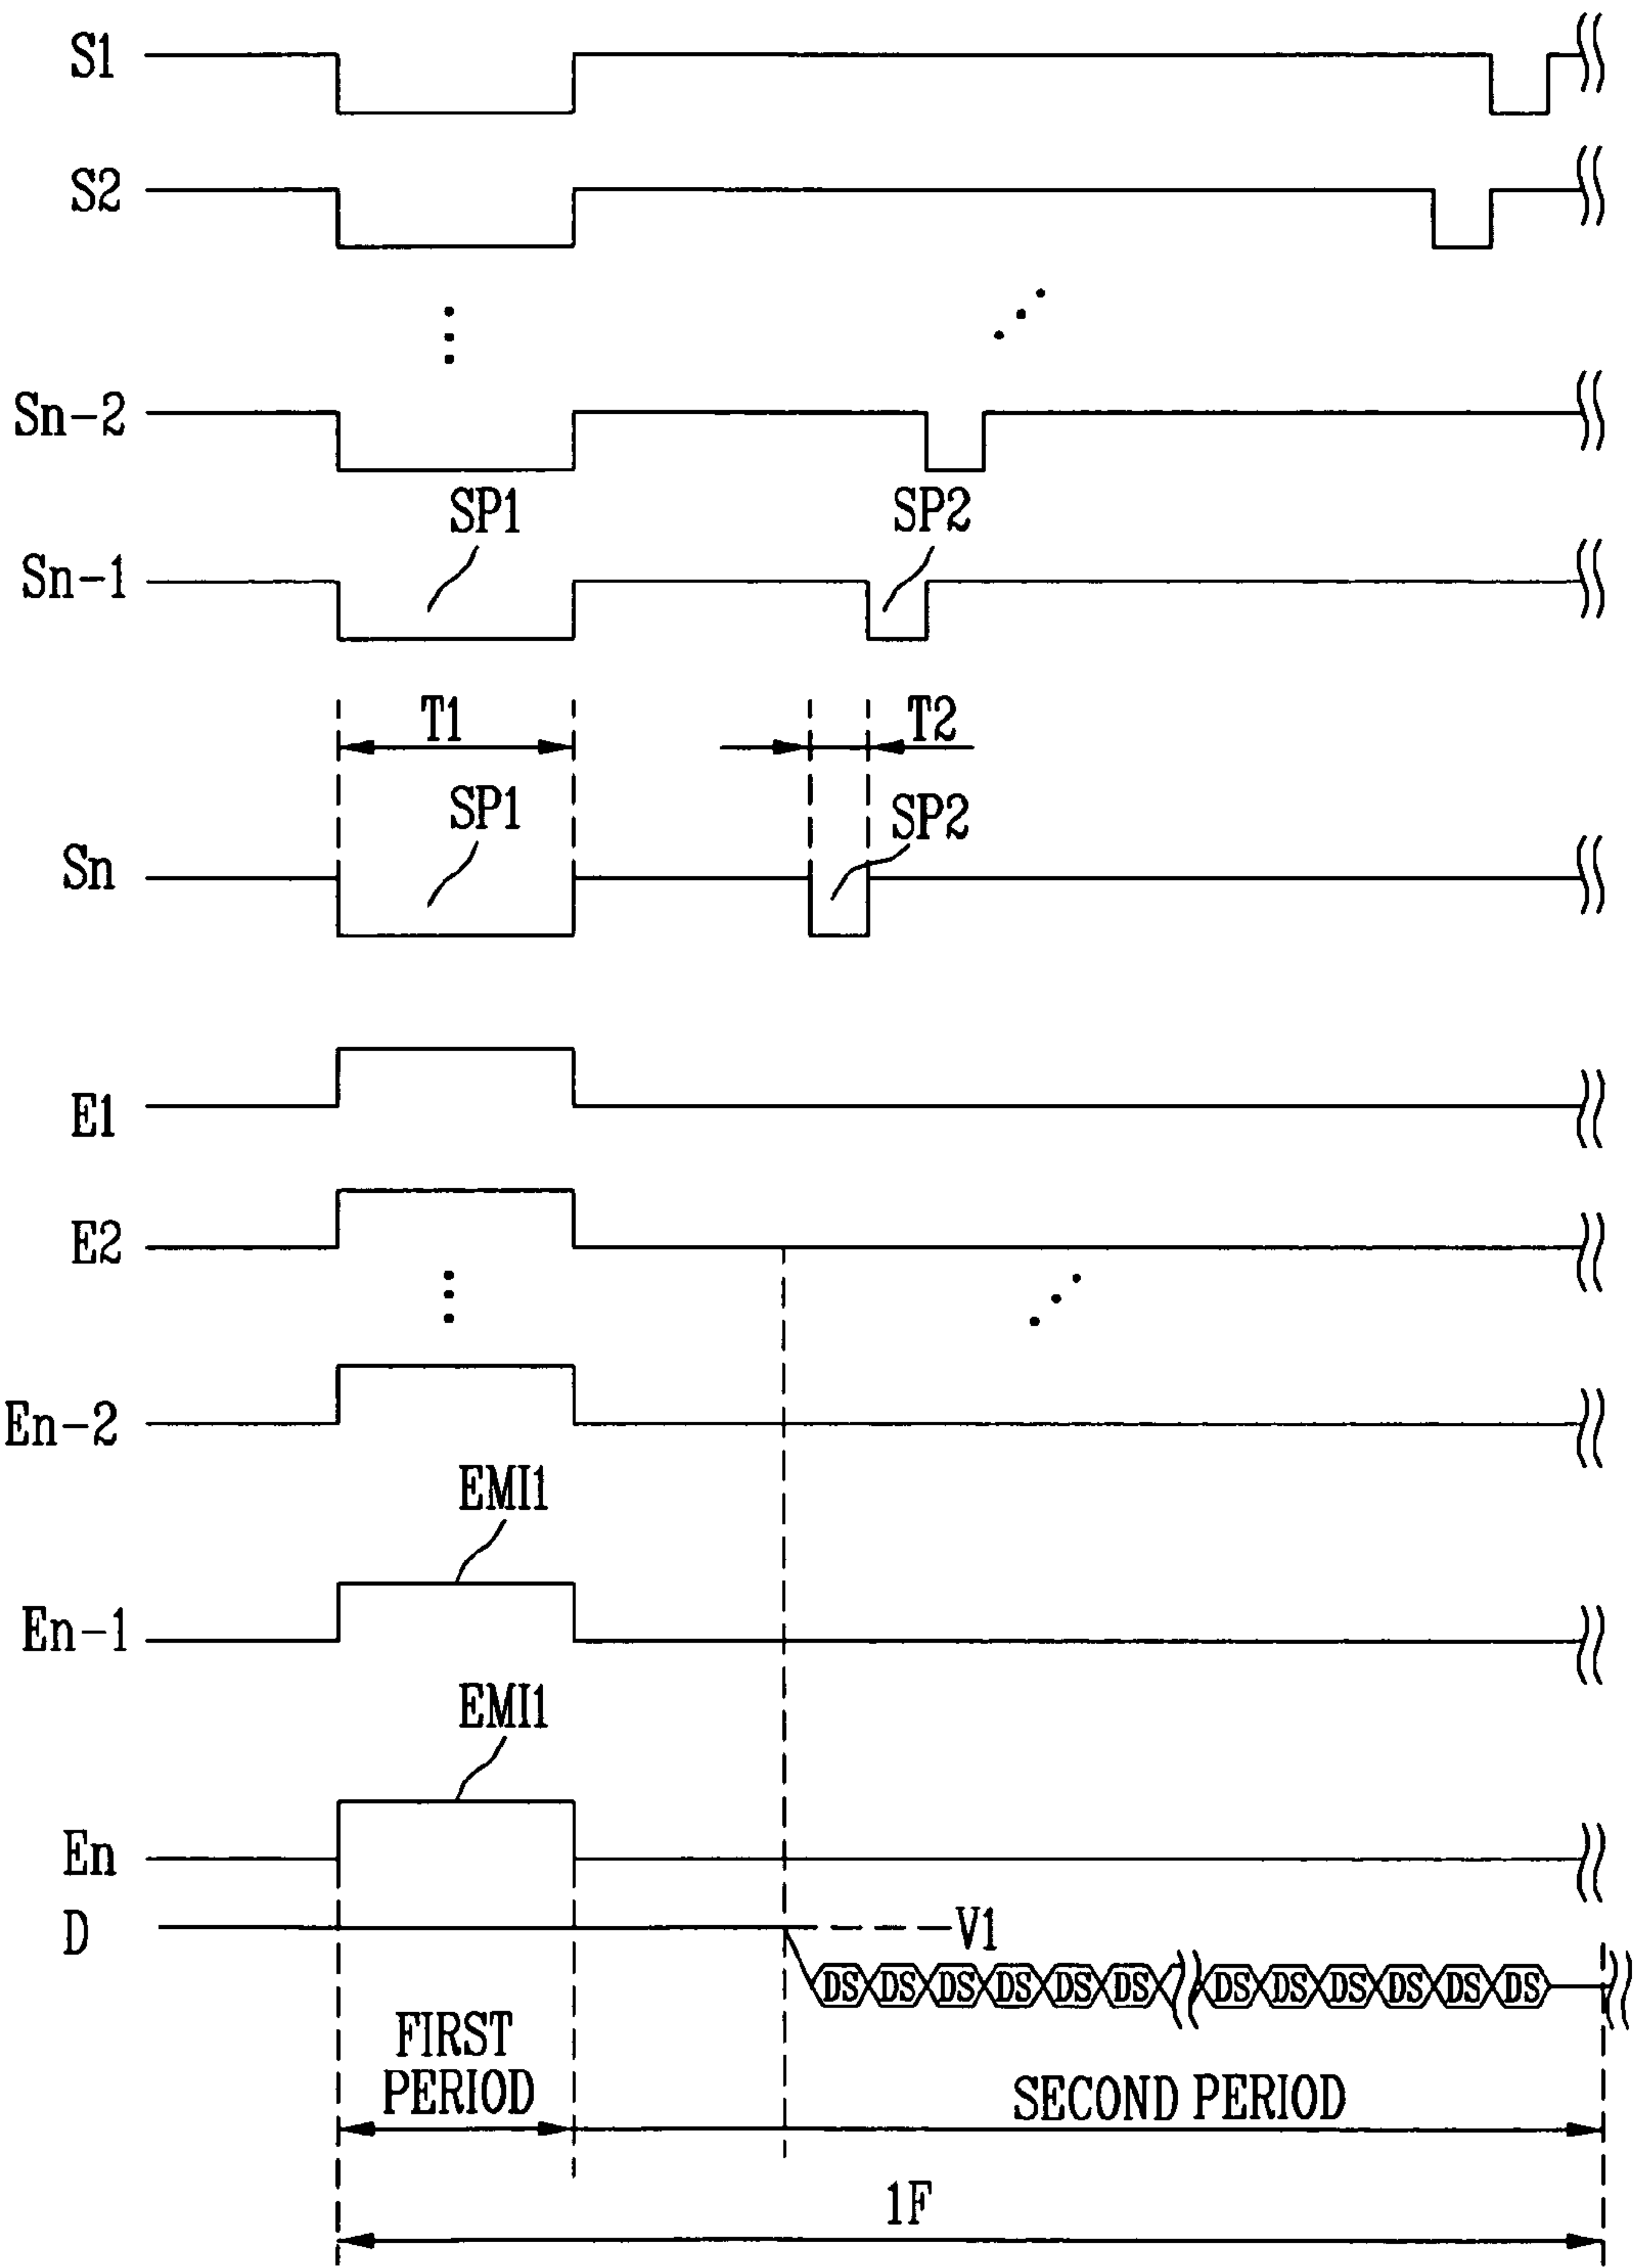 S1
S2
Sn-2
SP1
SP2
Sn-1
T1
T2
SP1
SP2
Sn
E1
E2
En-2
EMI1
En-1
EMI1
En
D
V1
DS DS DS DS DS DS DS DS DS DS DS DS
FIRST
PERIOD
SECOND PERIOD
1F